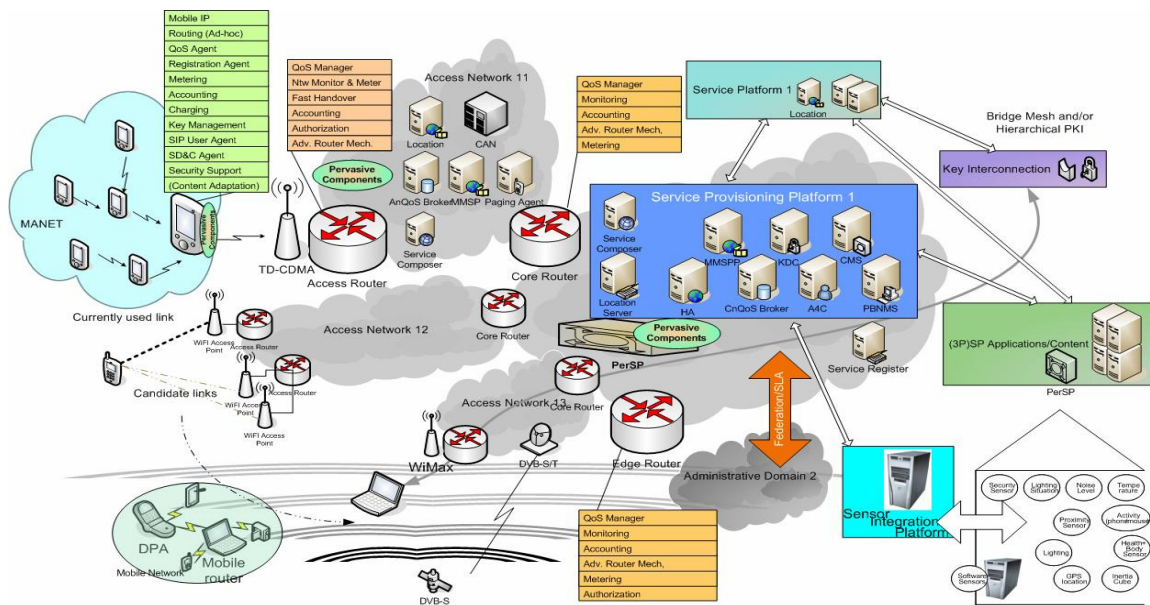 Mobile IP
Routing (Ad-hoc)
QoS Agent
Registration Agent
Metering
Accounting
Charging
Key Management
SIP User Agent
SD&C Agent
Security Support
(Content Adaptation)
MANET
Pervasive
Components
Currently used link
TD-CDMA
QoS Manager
Ntw Monitor & Meter
Fast Handover
Accounting
Authorization
Adv. Router Mech.
Access Network 11
Location
CAN
Pervasive
Components
AnQoS Broker
MMSP
Paging Agent
Service
Composer
Access Router
Core Router
QoS Manager
Monitoring
Accounting
Adv. Router Mech,
Metering
Service Platform 1
Location
Bridge Mesh and/or
Hierarchical PKI
Key Interconnection
Service Provisioning Platform 1
Service
Composer
MMSPP
KDC
CMS
Location
Server
HA
CnQoS Broker
A4C
PBNMS
Pervasive
Components
PerSP
Service Register
(3P)SP Applications/Content
PerSP
Access Network 12
Core Router
WiFI Access
Point
Access Router
Access Router
WiFI Access
Point
WIFI Access
Point
Candidate links
Access Network 13
Core Router
WiMax
DVB-S/T
Edge Router
Federation/SLA
Administrative Domain 2
Sensor
Integration
Platform
Security
Sensor
Lighting
Situation
Noise
Level
Tempe
rature
Proximity
Sensor
Activity
(phone/mouse)
Lighting
Health+
Body
Sensor
Software
Sensors
GPS
location
Inertia
Cube
DPA
Mobile Network
Mobile
router
DVB-S
QoS Manager
Monitoring
Accounting
Adv. Router Mech,
Metering
Authorization